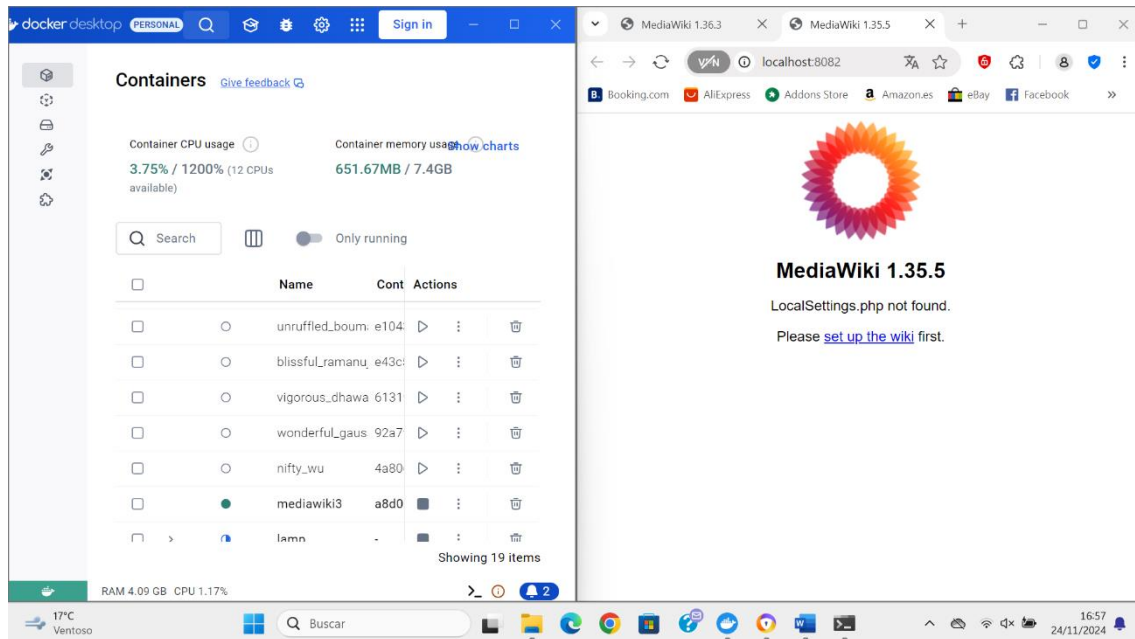 docker desktop PERSONAL Sign in
Containers Give feedback
Container CPU usage
3.75% / 1200% (12 CPUs
available)
Container memory usage
Show charts
651.67MB / 7.4GB
Search Only running
Name Cont Actions
unruffled_bouma e104
blissful_ramanu e43c
vigorous_dhawa 6131
wonderful_gaus 92a7
nifty_wu 4a80
mediawiki3 a8d0
lamp -
Showing 19 items
RAM 4.09 GB CPU 1.17% 2
MediaWiki 1.36.3 MediaWiki 1.35.5
VPN localhost:8082
B. Booking.com AliExpress Addons Store a Amazon.es eBay Facebook
MediaWiki 1.35.5
LocalSettings.php not found.
Please set up the wiki first.
17°C
Ventoso
Buscar
16:57
24/11/2024